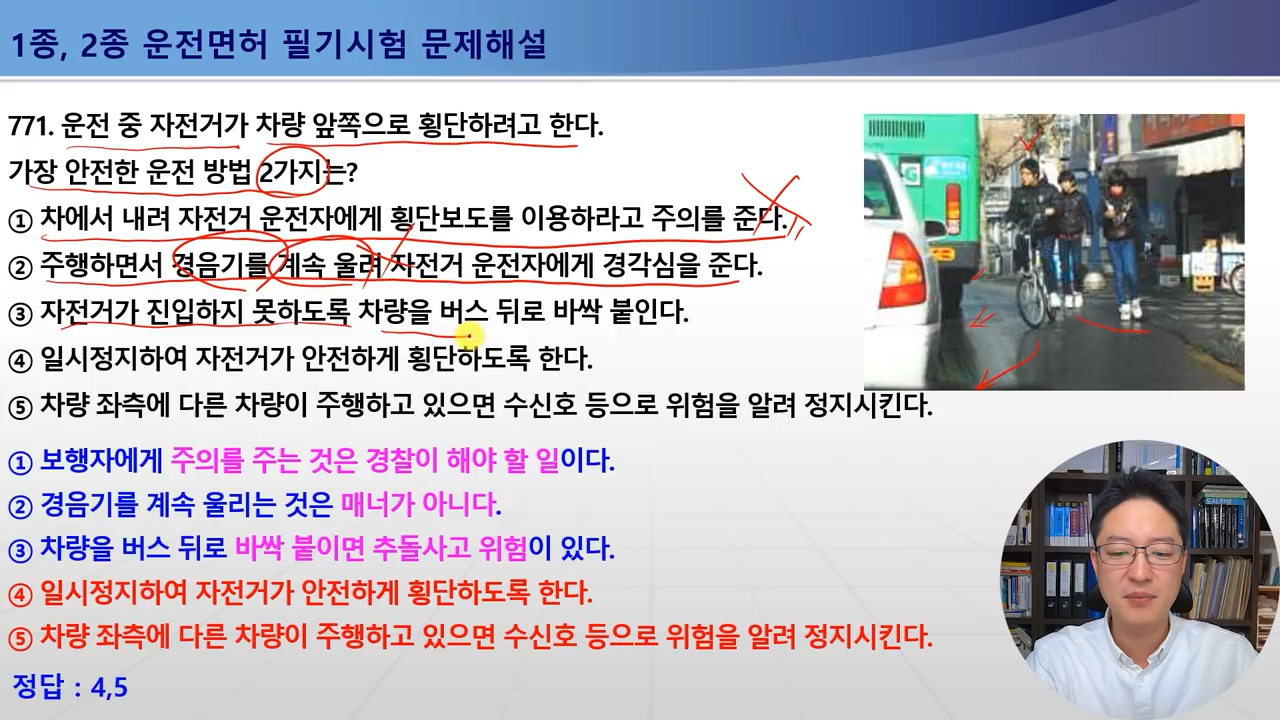 1종, 2종 운전면허 필기시험 문제해설
771. 운전 중 자전거가 차량 앞쪽으로 횡단하려고 한다.
가장 안전한 운전 방법 2가지는?
① 차에서 내려 자전거 운전자에게 횡단보도를 이용하라고 주의를 준다.
② 주행하면서 경음기를 계속 울려 자전거 운전자에게 경각심을 준다.
③ 자전거가 진입하지 못하도록 차량을 버스 뒤로 바싹 붙인다.
④ 일시정지하여 자전거가 안전하게 횡단하도록 한다.
⑤ 차량 좌측에 다른 차량이 주행하고 있으면 수신호 등으로 위험을 알려 정지시킨다.
① 보행자에게 주의를 주는 것은 경찰이 해야 할 일이다.
② 경음기를 계속 울리는 것은 매너가 아니다.
③ 차량을 버스 뒤로 바싹 붙이면 추돌사고 위험이 있다.
④ 일시정지하여 자전거가 안전하게 횡단하도록 한다.
⑤ 차량 좌측에 다른 차량이 주행하고 있으면 수신호 등으로 위험을 알려 정지시킨다.
정답 : 4,5